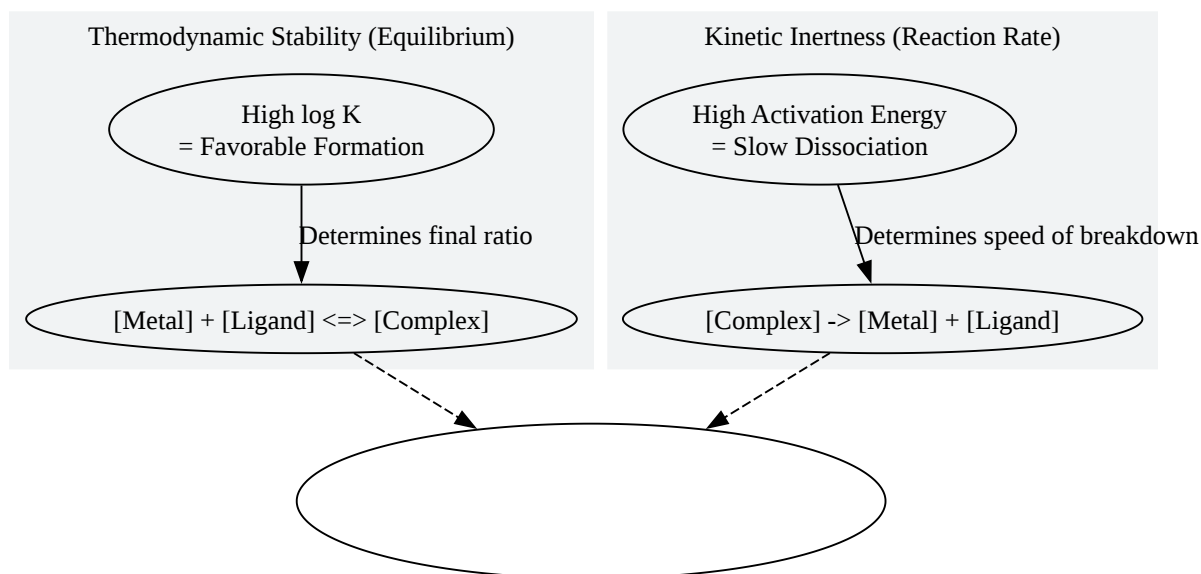 Thermodynamic Stability (Equilibrium)
High log K
= Favorable Formation
Determines final ratio
[Metal] + [Ligand] <=> [Complex]
Kinetic Inertness (Reaction Rate)
High Activation Energy
= Slow Dissociation
Determines speed of breakdown
[Complex] -> [Metal] + [Ligand]